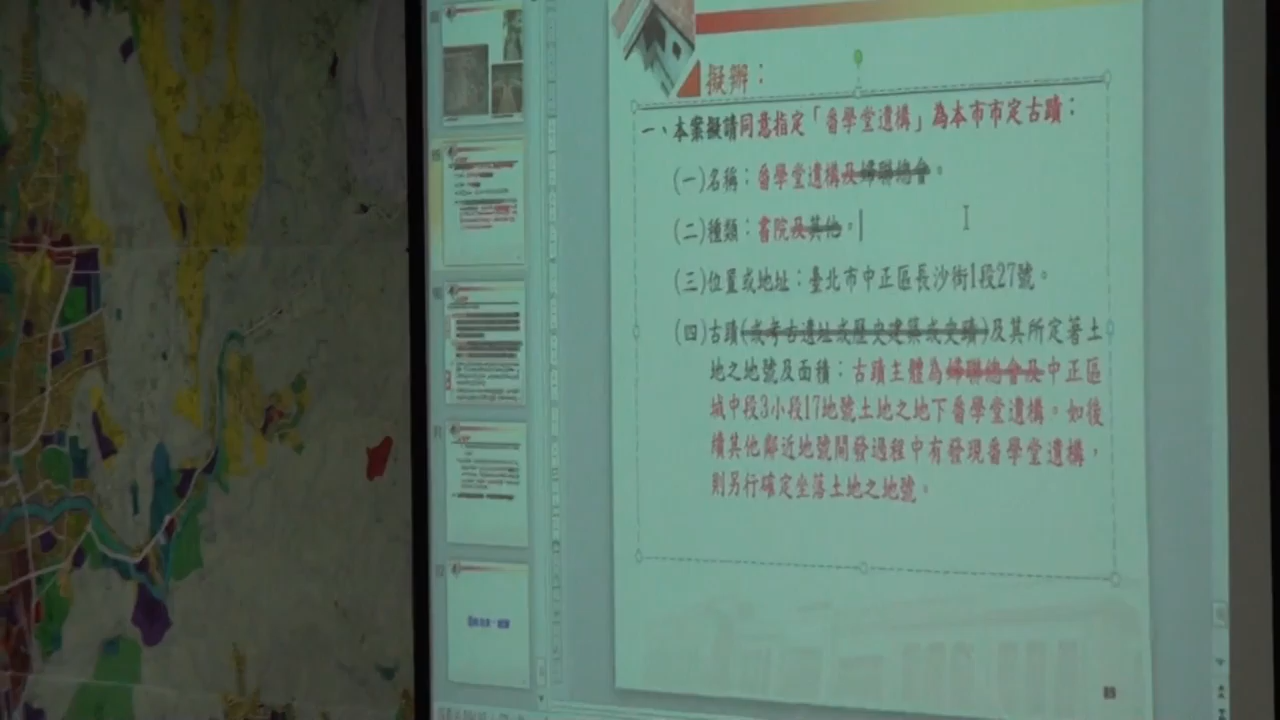 擬辦：
一、本案擬請同意指定「番學堂遺構」為本市市定古蹟：
(一)名稱：番學堂遺構及婦聯總會。
(二)種類：書院及其他。
(三)位置或地址：臺北市中正區長沙街1段27號。
(四)古蹟(或考古遺址或歷史建築或史蹟)及其所定著土
地之地號及面積：古蹟主體為婦聯總會及中正區
城中段3小段17地號土地之地下番學堂遺構。如後
續其他鄰近地號開發過程中有發現番學堂遺構，
則另行確定坐落土地之地號。